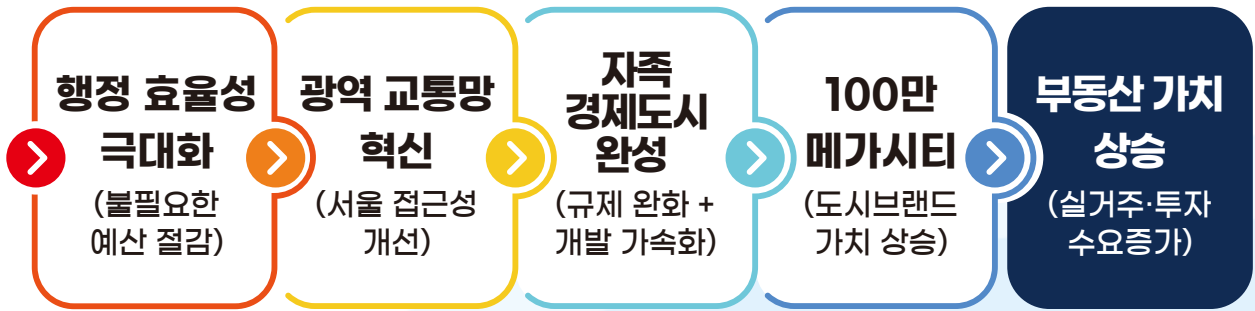 행정 효율성
극대화
(불필요한
예산 절감)
광역 교통망
혁신
(서울 접근성
개선)
자족
경제도시
완성
(규제 완화 +
개발 가속화)
100만
메가시티
(도시브랜드
가치 상승)
부동산 가치
상승
(실거주·투자
수요증가)